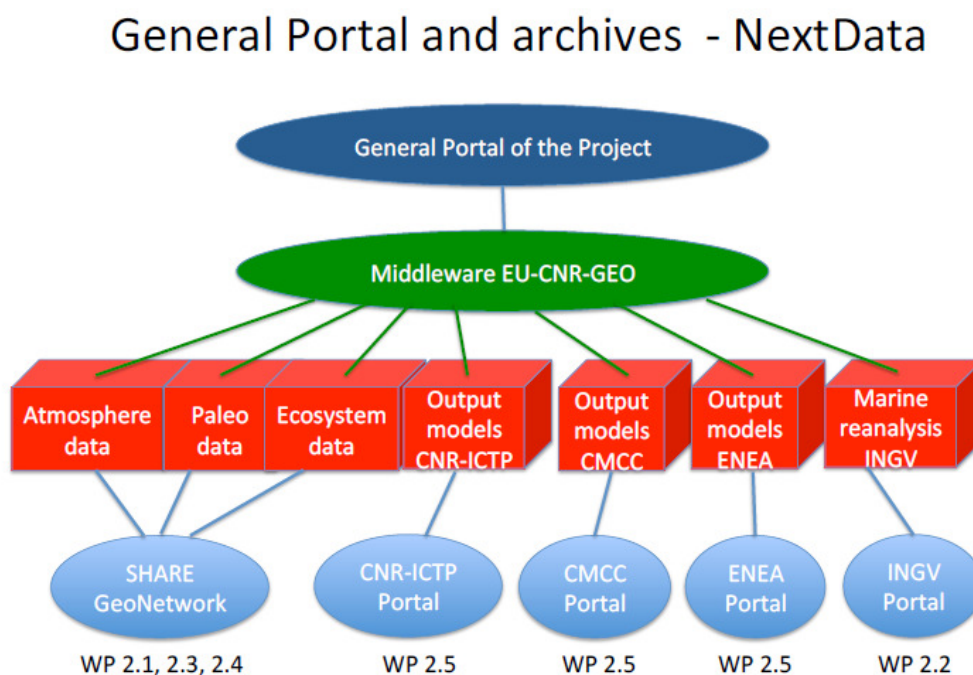 General Portal and archives - NextData
General Portal of the Project
Middleware EU-CNR-GEO
Atmosphere
data
Paleo
data
Ecosystem
data
Output
models
CNR-ICTP
Output
models
CMCC
Output
models
ENEA
Marine
reanalysis
INGV
SHARE
GeoNetwork
CNR-ICTP
Portal
CMCC
Portal
ENEA
Portal
INGV
Portal
WP 2.1, 2.3, 2.4
WP 2.5
WP 2.5
WP 2.5
WP 2.2